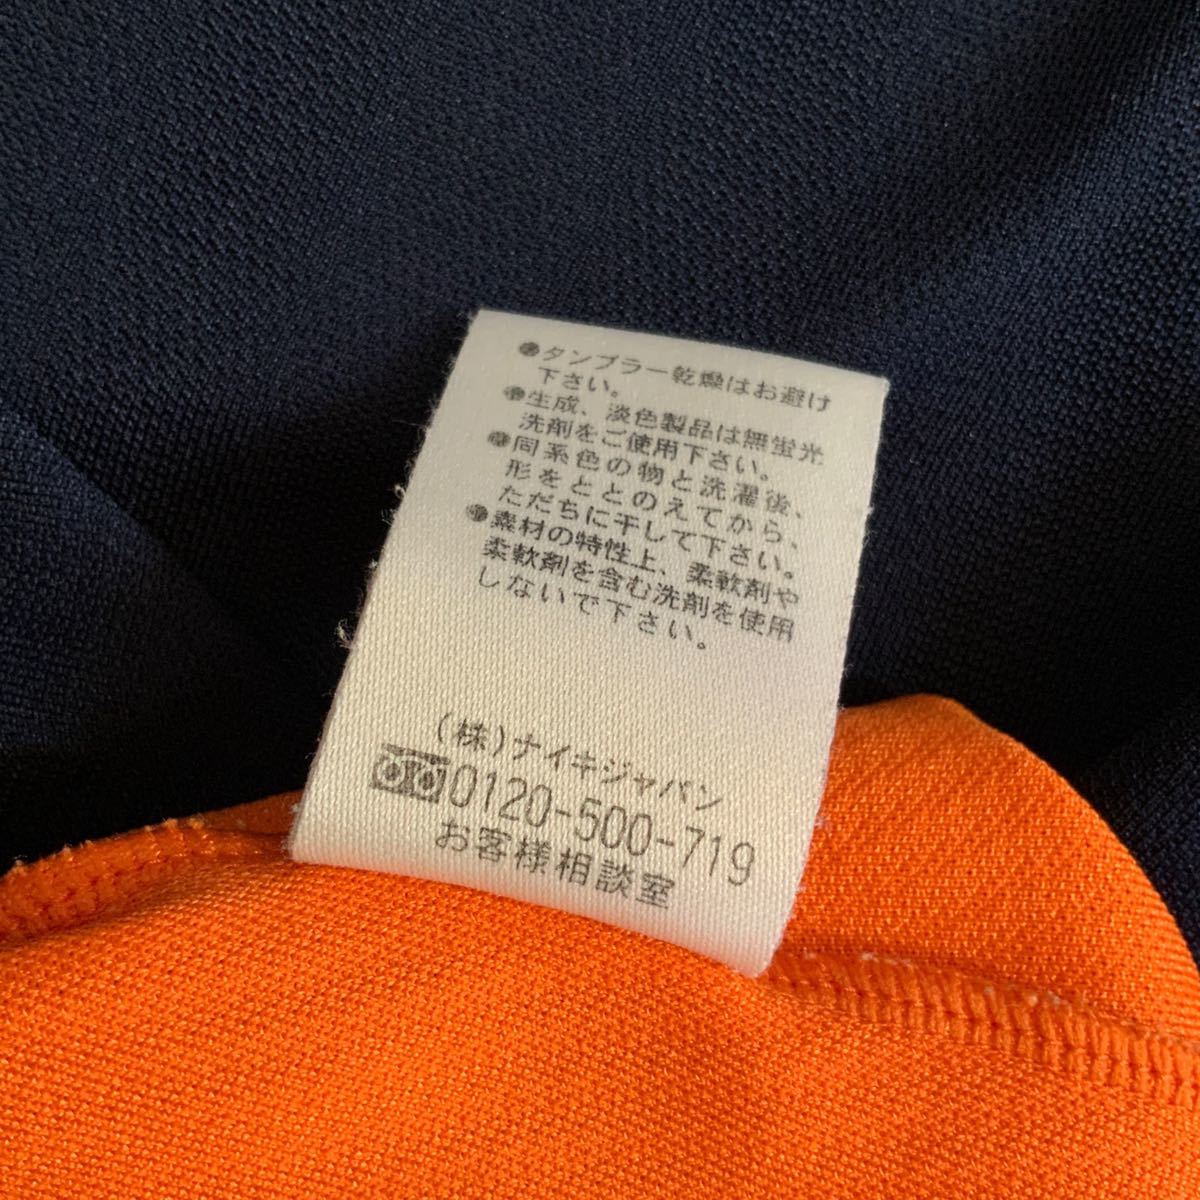 ●タンブラー乾燥はお避け
下さい。
●生成、淡色製品は無蛍光
洗剤をご使用下さい。
●同系色の物と洗濯後、
形をととのえてから、
ただちに干して下さい。
●素材の特性上、柔軟剤や
柔軟剤を含む洗剤を使用
しないで下さい。
(株)ナイキジャパン
0120-500-719
お客様相談室